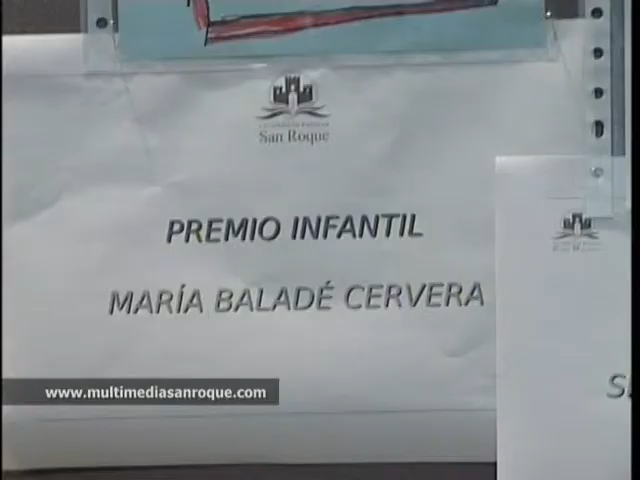 San Roque
PREMIO INFANTIL
MARÍA BALADÉ CERVERA
www.multimediasanroque.com
S